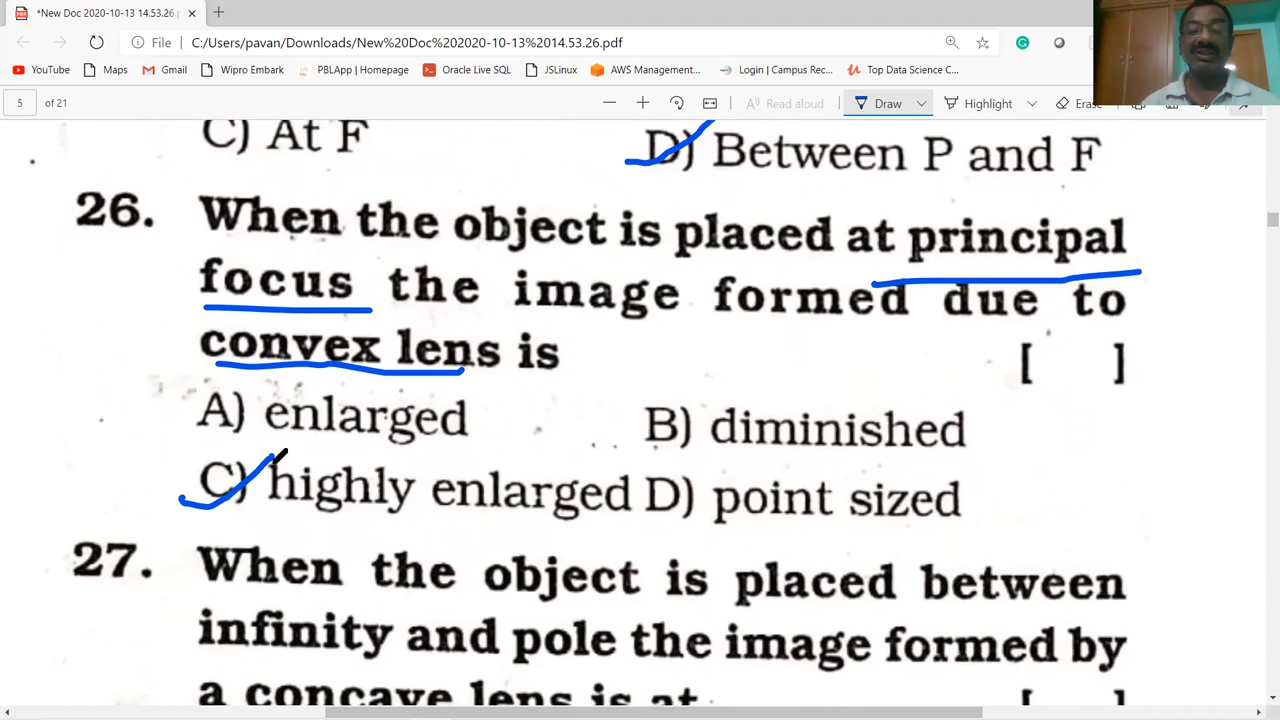 *New Doc 2020-10-13 14.53.26.p
File C:/Users/pavan/Downloads/New%20Doc%202020-10-13%2014.53.26.pdf
YouTube Maps Gmail Wipro Embark PBLApp | Homepage Oracle Live SQL JSLinux AWS Management... Login | Campus Rec... Top Data Science C...
5 of 21 Read aloud Draw Highlight Erase
C) At F D) Between P and F
26. When the object is placed at principal
focus the image formed due to
convex lens is [ ]
A) enlarged B) diminished
C) highly enlarged D) point sized
27. When the object is placed between
infinity and pole the image formed by
a concave lens is at [ ]